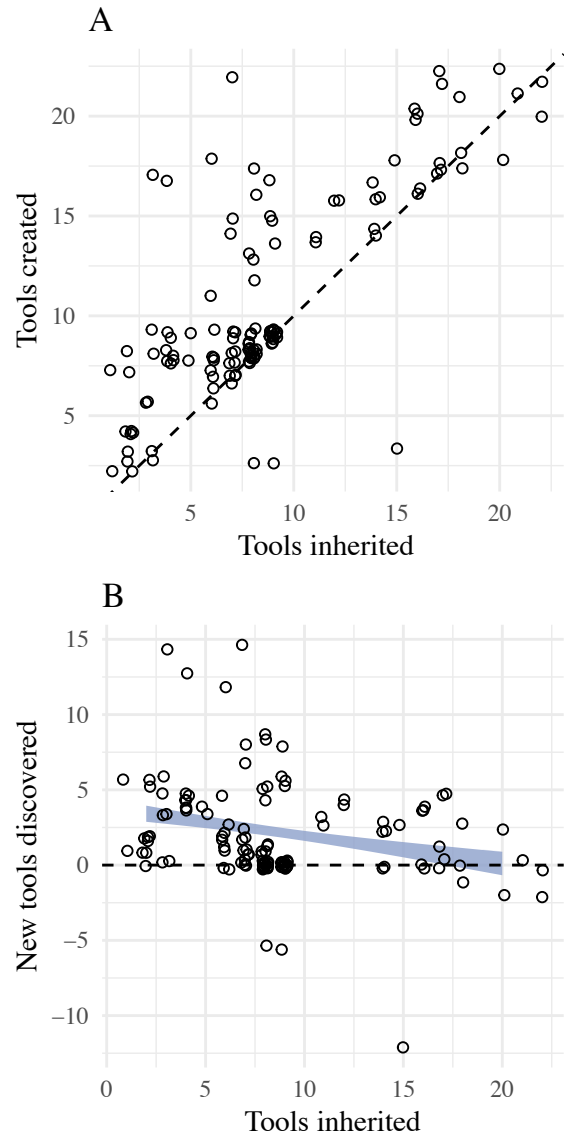 A
Tools created
20
15
10
5
5 10 15 20
Tools inherited
B
New tools discovered
15
10
5
0
−5
−10
0 5 10 15 20
Tools inherited